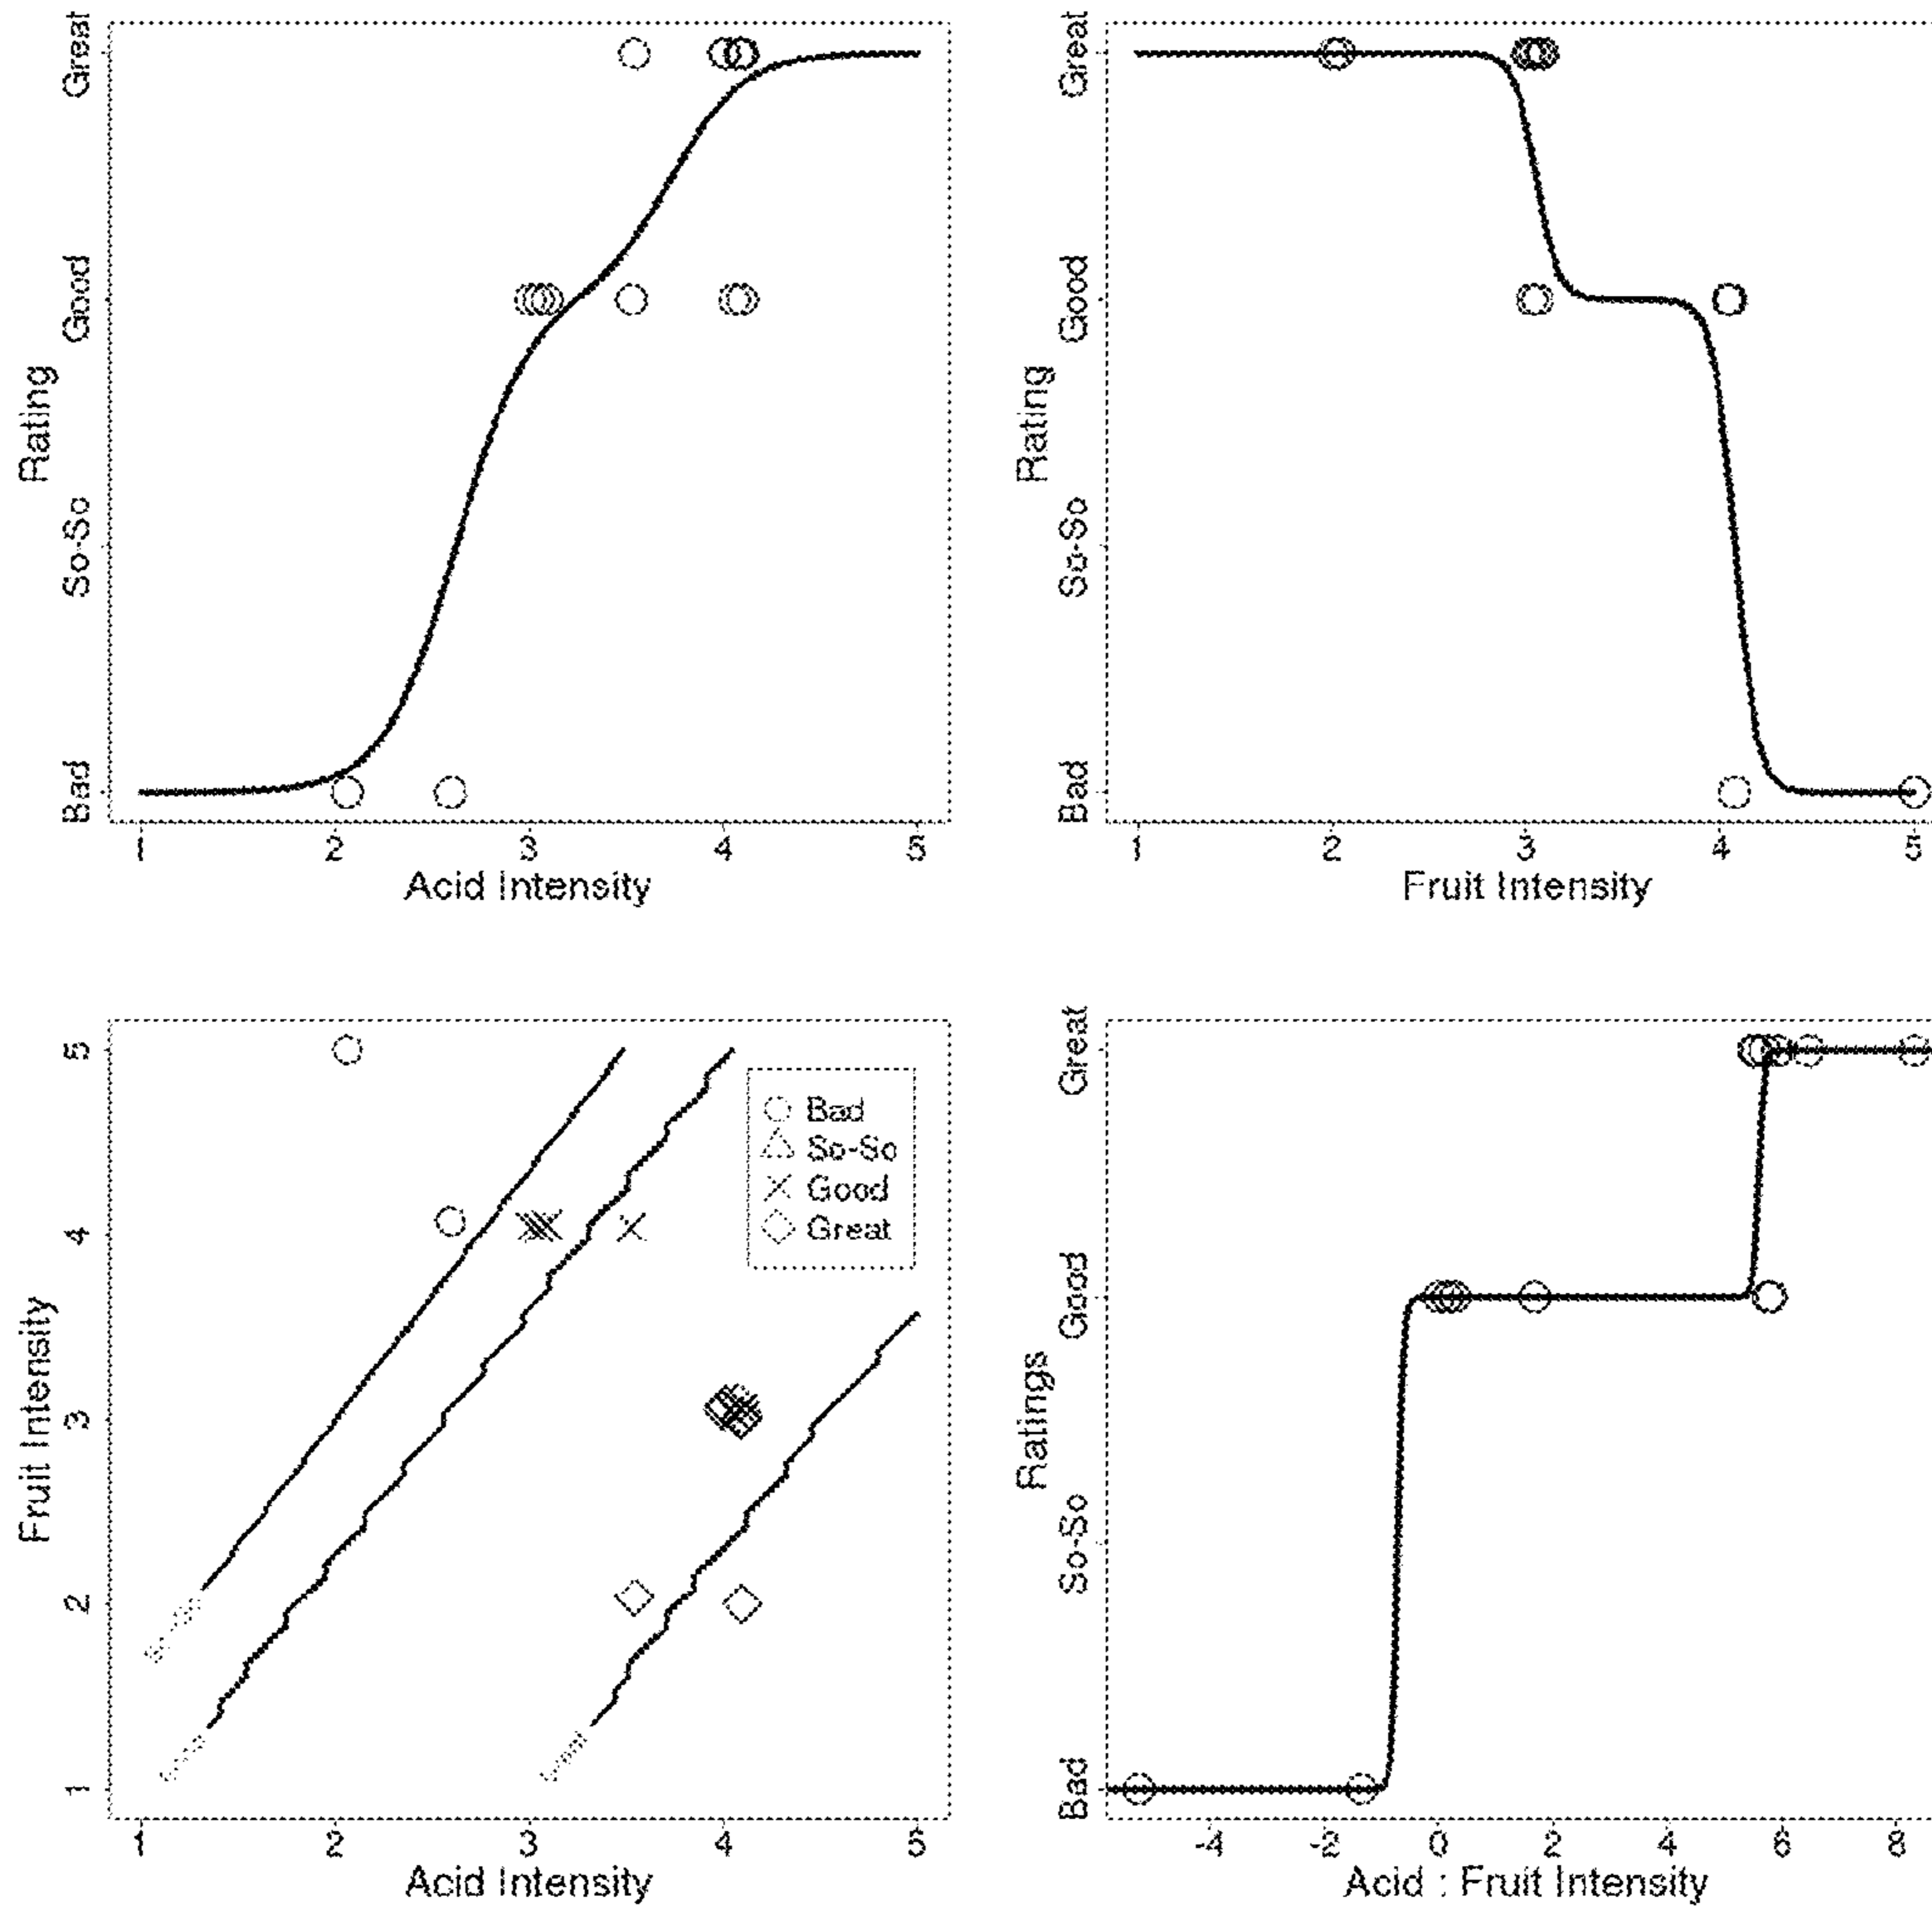 Great
Good
So-So
Bad
Rating
1 2 3 4 5
Acid Intensity
Great
Good
So-So
Bad
Rating
1 2 3 4 5
Fruit Intensity
5
4
3
2
1
Fruit Intensity
Bad
So-So
Good
Great
1 2 3 4 5
Acid Intensity
Great
Good
So-So
Bad
Ratings
-4 -2 0 2 4 6 8
Acid : Fruit Intensity